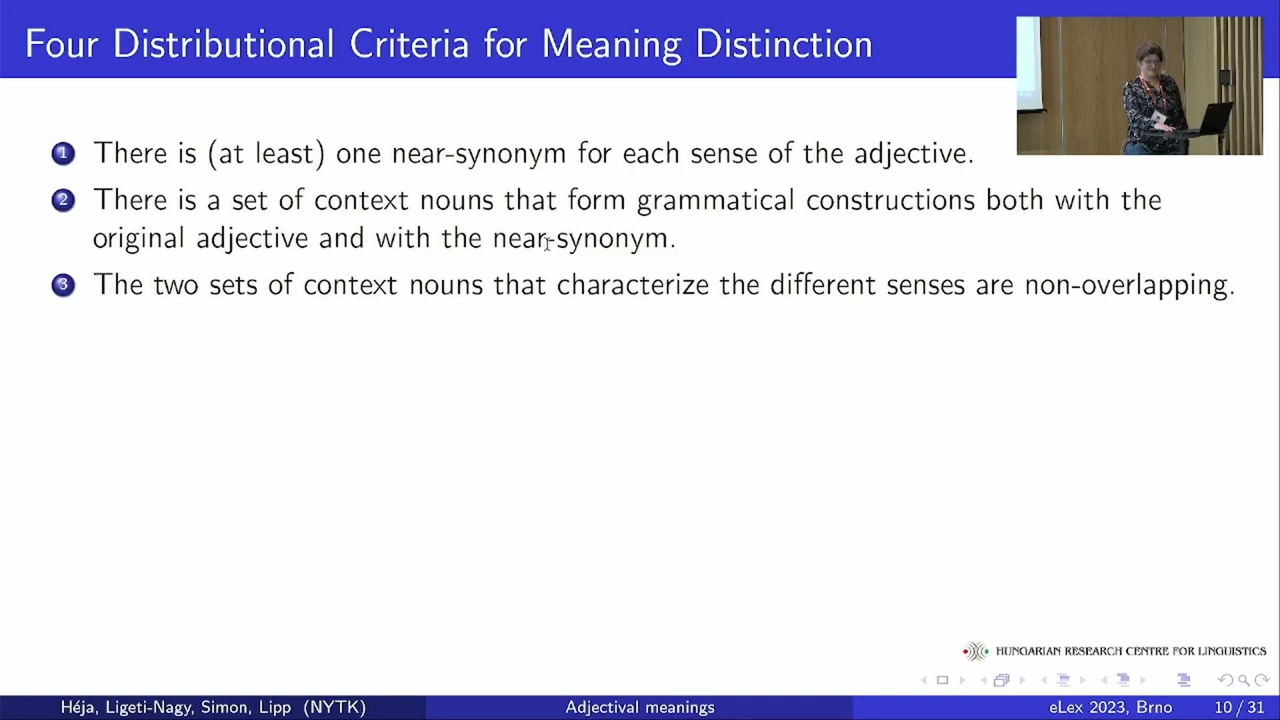 Four Distributional Criteria for Meaning Distinction
1 There is (at least) one near-synonym for each sense of the adjective.
2 There is a set of context nouns that form grammatical constructions both with the
original adjective and with the near-synonym.
3 The two sets of context nouns that characterize the different senses are non-overlapping.
HUNGARIAN RESEARCH CENTRE FOR LINGUISTICS
Héja, Ligeti-Nagy, Simon, Lipp (NYTK) Adjectival meanings eLex 2023, Brno 10 / 31